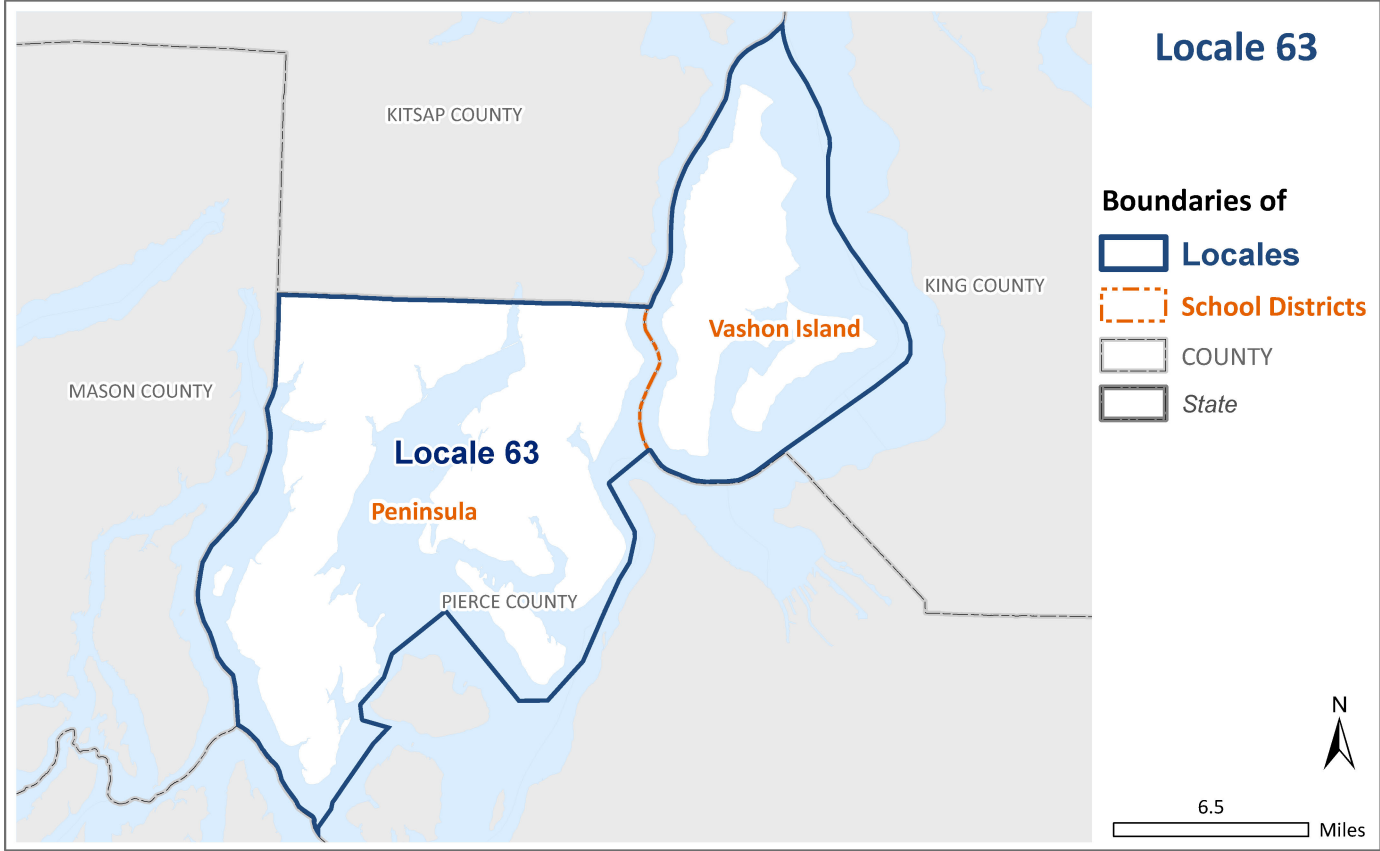 Locale 63
KITSAP COUNTY
Boundaries of
Locales
KING COUNTY
School Districts
Vashon Island
COUNTY
MASON COUNTY
State
Locale 63
Peninsula
PIERCE COUNTY
N
6.5
Miles